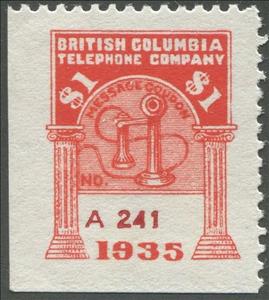 BRITISH COLUMBIA
TELEPHONE COMPANY
$1 $1
MESSAGE COUPON
NO.
A 241
1935